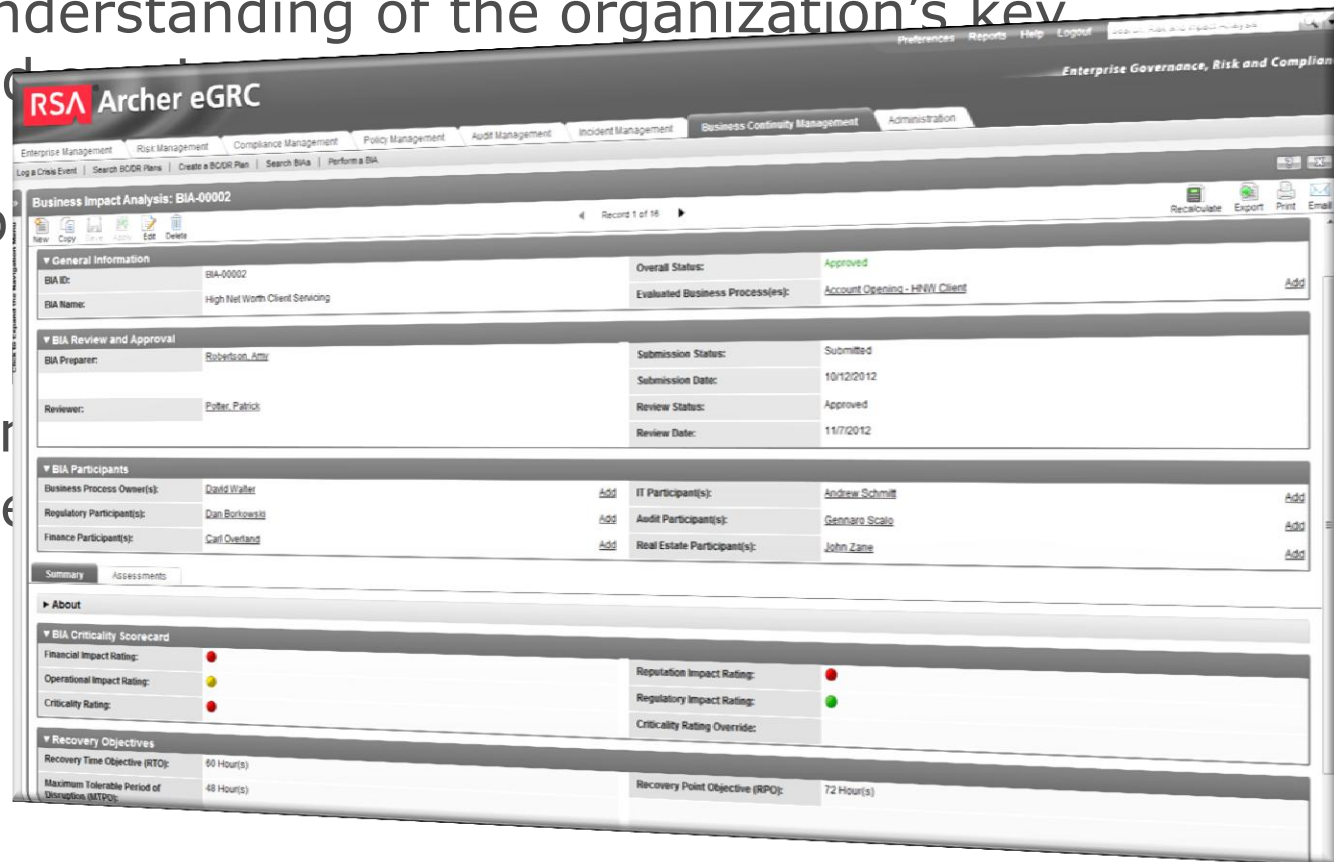 nderstanding of the organization's key
Preferences Reports Help Logout
RSA Archer eGRC
Enterprise Governance, Risk and Complian
Enterprise Management Risk Management Compliance Management Policy Management Audit Management Incident Management Business Continuity Management Administration
Log a Crisis Event | Search BC/DR Plans | Create a BC/DR Plan | Search BIAs | Perform a BIA
Business Impact Analysis: BIA-00002
New Copy Save Apply Edit Delete
Record 1 of 16
Recalculate Export Print Email
Click to Expand the Navigation Menu
▼ General Information
BIA ID: BIA-00002 Overall Status: Approved
BIA Name: High Net Worth Client Servicing Evaluated Business Process(es): Account Opening - HNW Client Add
▼ BIA Review and Approval
BIA Preparer: Robertson, Amy Submission Status: Submitted
Submission Date: 10/12/2012
Reviewer: Potter, Patrick Review Status: Approved
Review Date: 11/7/2012
▼ BIA Participants
Business Process Owner(s): David Walter Add IT Participant(s): Andrew Schmitt Add
Regulatory Participant(s): Dan Borkowski Add Audit Participant(s): Gennaro Scalo Add
Finance Participant(s): Carl Overland Add Real Estate Participant(s): John Zane Add
Summary Assessments
► About
▼ BIA Criticality Scorecard
Financial Impact Rating: Reputation Impact Rating:
Operational Impact Rating: Regulatory Impact Rating:
Criticality Rating: Criticality Rating Override:
▼ Recovery Objectives
Recovery Time Objective (RTO): 60 Hour(s)
Maximum Tolerable Period of Disruption (MTPD): 48 Hour(s) Recovery Point Objective (RPO): 72 Hour(s)